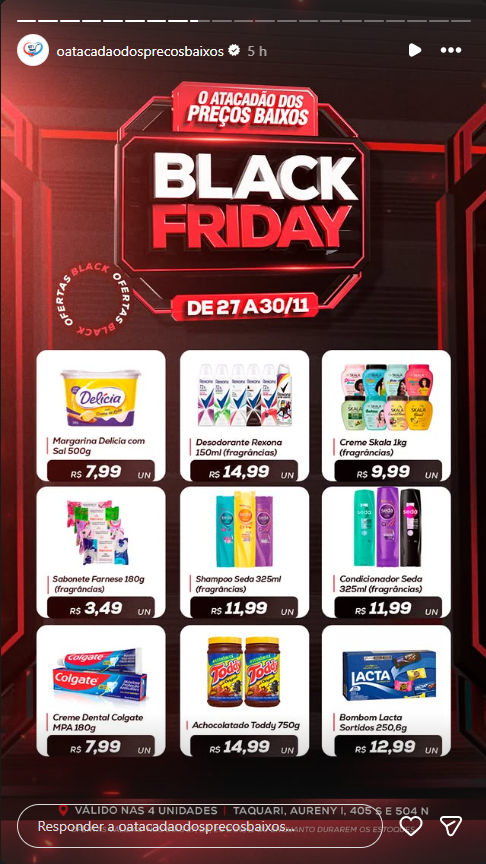 oatacadaodosprecosbaixos 5 h
O ATACADÃO DOS
PREÇOS BAIXOS
BLACK
FRIDAY
OFERTAS BLACK OFERTAS BLACK
DE 27 A 30/11
Delícia
Margarina Delícia com
Sal 500g
R$ 7,99 UN
Rexona
Desodorante Rexona
150ml (fragrâncias)
R$ 14,99 UN
SKALA
Creme Skala 1kg
(fragrâncias)
R$ 9,99 UN
Sabonete Farnese 180g
(fragrâncias)
R$ 3,49 UN
seda
Shampoo Seda 325ml
(fragrâncias)
R$ 11,99 UN
seda
Condicionador Seda
325ml (fragrâncias)
R$ 11,99 UN
Colgate
Colgate
Creme Dental Colgate
MPA 180g
R$ 7,99 UN
Toddy Toddy
Achocolatado Toddy 750g
R$ 14,99 UN
LACTA
Bombom Lacta
Sortidos 250,6g
R$ 12,99 UN
VÁLIDO NAS 4 UNIDADES | TAQUARI, AURENY I, 405 S E 504 N
Responder a oatacadaodosprecosbaixos...
DURAREM OS ESTOQUES